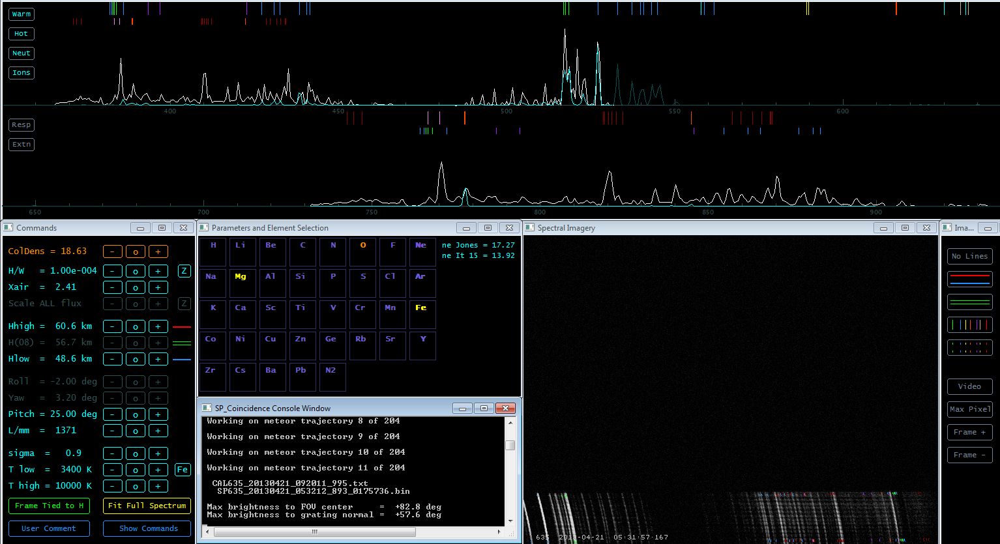 Warm
Hot
Neut
Ions
400 450 500 550 600
Resp
Extn
650 700 750 800 850 900
Commands
ColDens = 18.63 - o +
H/W = 1.00e-004 - o + Z
Xair = 2.41 - o +
Scale ALL flux - o + Z
Hhigh = 60.6 km - o +
H(08) = 56.7 km - o +
Hlow = 48.6 km - o +
Roll = -2.00 deg - o +
Yaw = 3.20 deg - o +
Pitch = 25.00 deg - o +
L/mm = 1371 - o +
sigma = 0.9 - o +
T low = 3400 K - o + Fe
T high = 10000 K - o +
Frame Tied to H Fit Full Spectrum
User Comment Show Commands
Parameters and Element Selection
H Li Be C N O F Ne
Na Mg Al Si P S Cl Ar
K Ca Sc Ti V Cr Mn Fe
Co Ni Cu Zn Ge Rb Sr Y
Zr Cs Ba Pb N2
ne Jones = 17.27
ne It 15 = 13.92
SP_Coincidence Console Window
Working on meteor trajectory 8 of 204
Working on meteor trajectory 9 of 204
Working on meteor trajectory 10 of 204
Working on meteor trajectory 11 of 204
CAL635_20130421_092011_995.txt
SP635_20130421_053212_893_0175736.bin
Max brightness to FOV center = +82.8 deg
Max brightness to grating normal = +57.6 deg
Spectral Imagery
635 2013-04-21 05:31:57:167
Ima...
No Lines
Video
Max Pixel
Frame +
Frame -